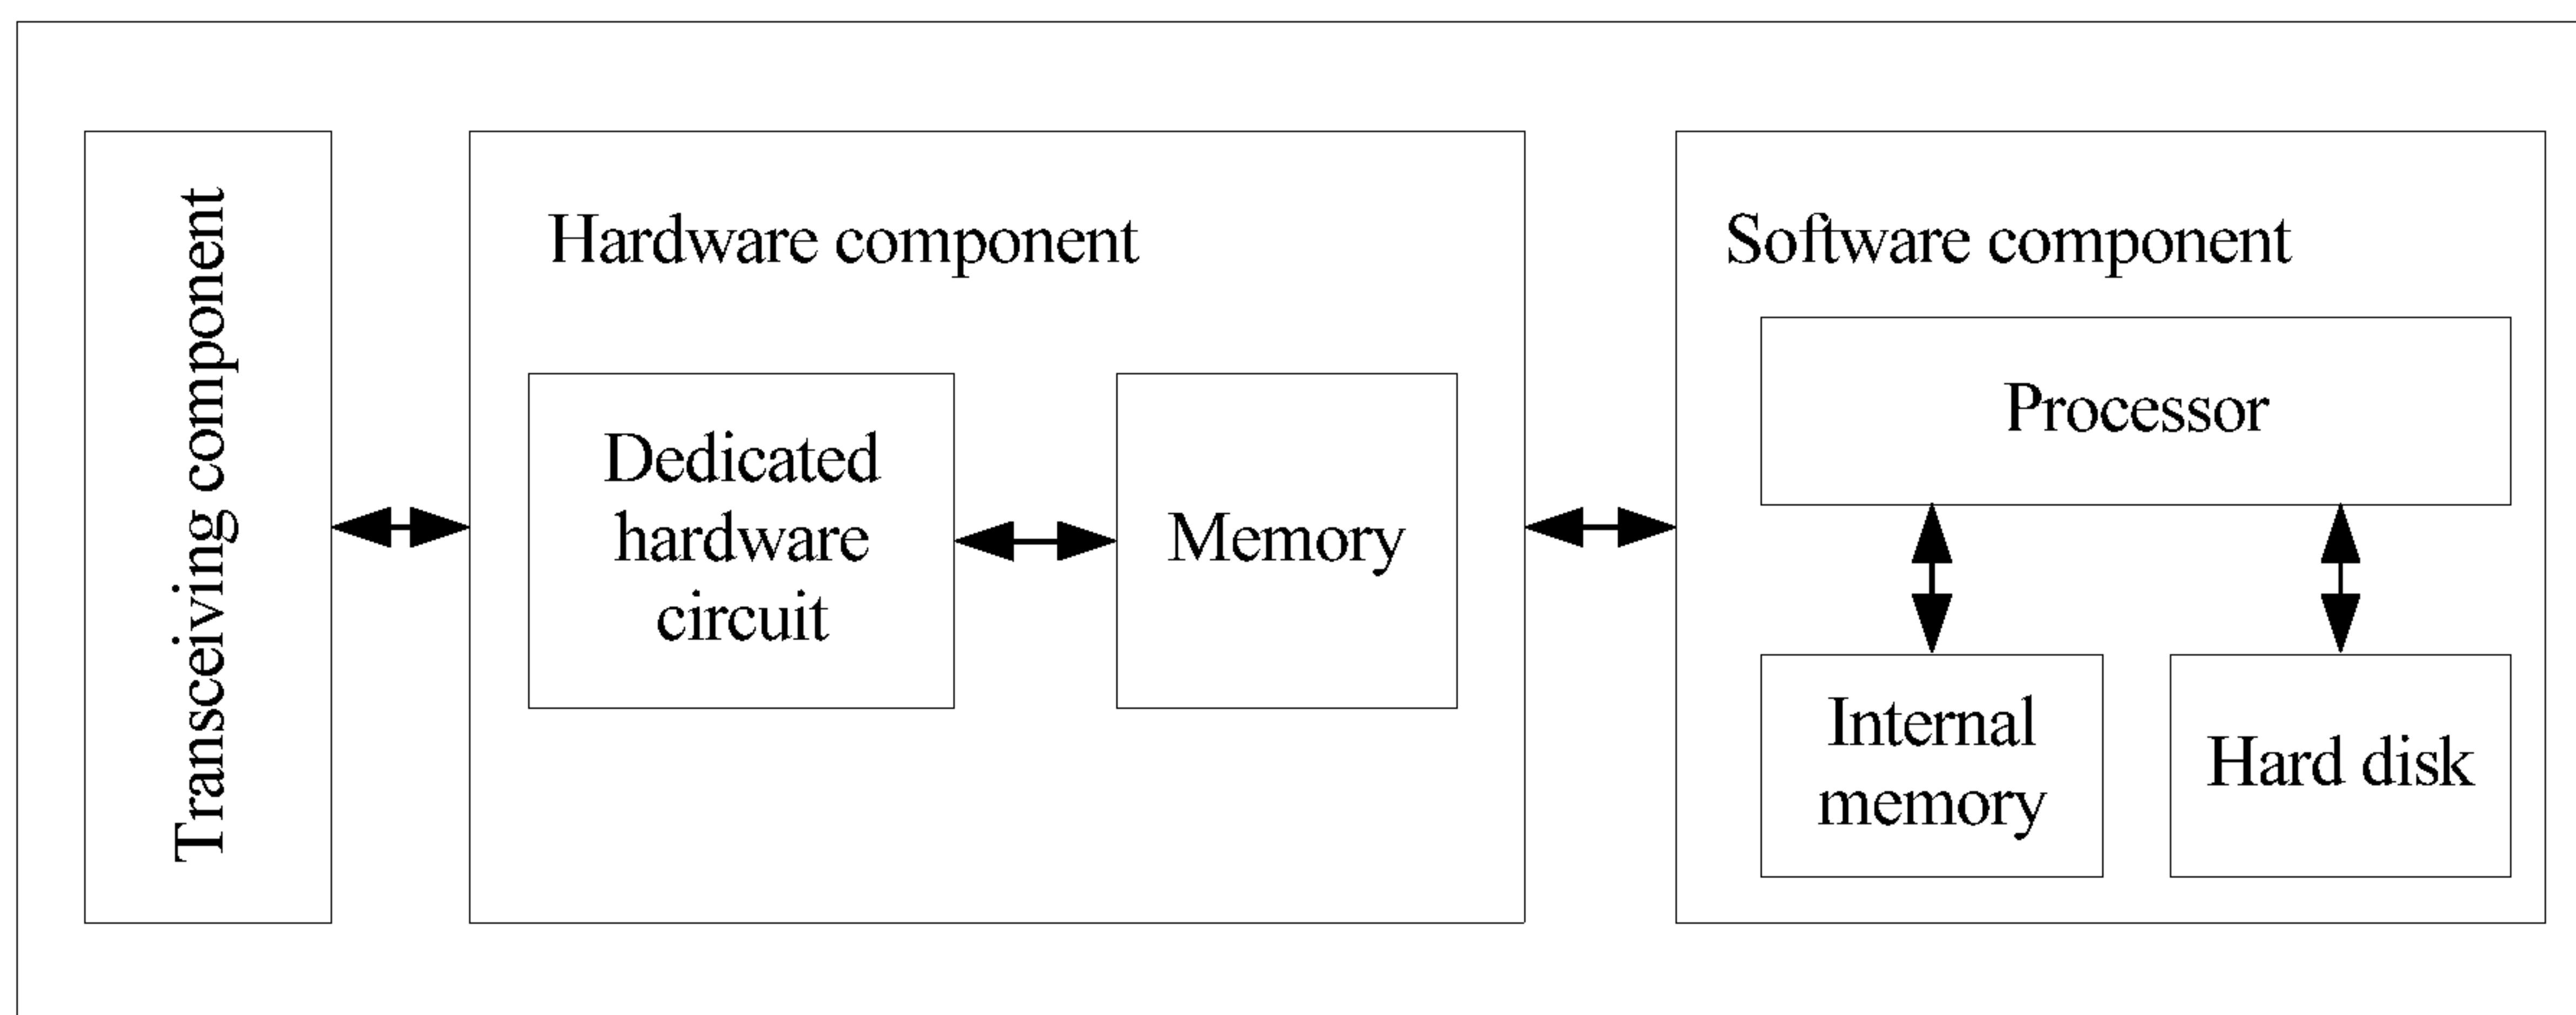 Transceiving component
Hardware component
Dedicated
hardware
circuit
Memory
Software component
Processor
Internal
memory
Hard disk